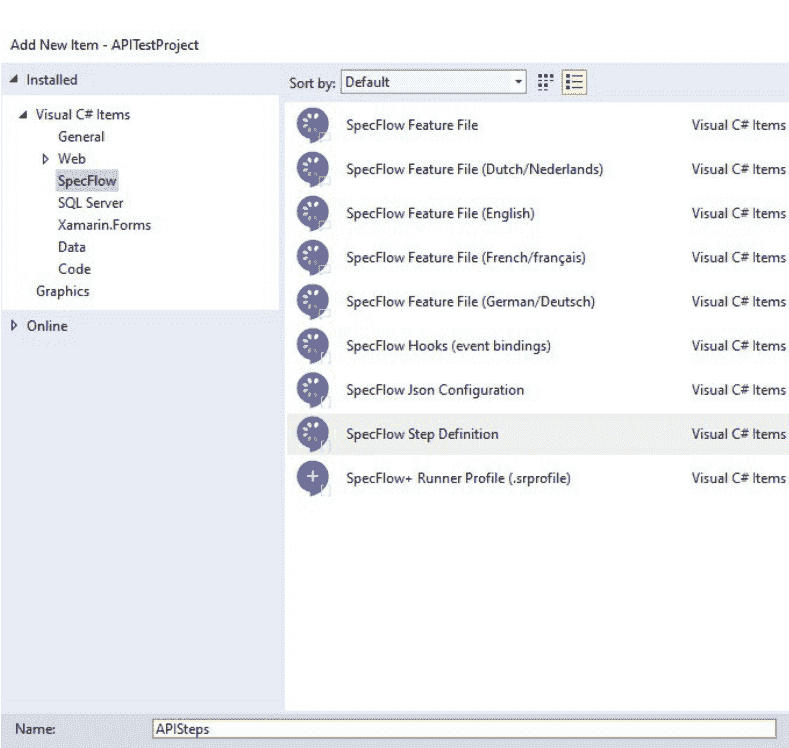 Add New Item - APITestProject
Installed
Sort by: Default
Visual C# Items
General
Web
SpecFlow
SQL Server
Xamarin.Forms
Data
Code
Graphics
Online
SpecFlow Feature File Visual C# Items
SpecFlow Feature File (Dutch/Nederlands) Visual C# Items
SpecFlow Feature File (English) Visual C# Items
SpecFlow Feature File (French/français) Visual C# Items
SpecFlow Feature File (German/Deutsch) Visual C# Items
SpecFlow Hooks (event bindings) Visual C# Items
SpecFlow Json Configuration Visual C# Items
SpecFlow Step Definition Visual C# Items
SpecFlow+ Runner Profile (.srprofile) Visual C# Items
Name: APISteps